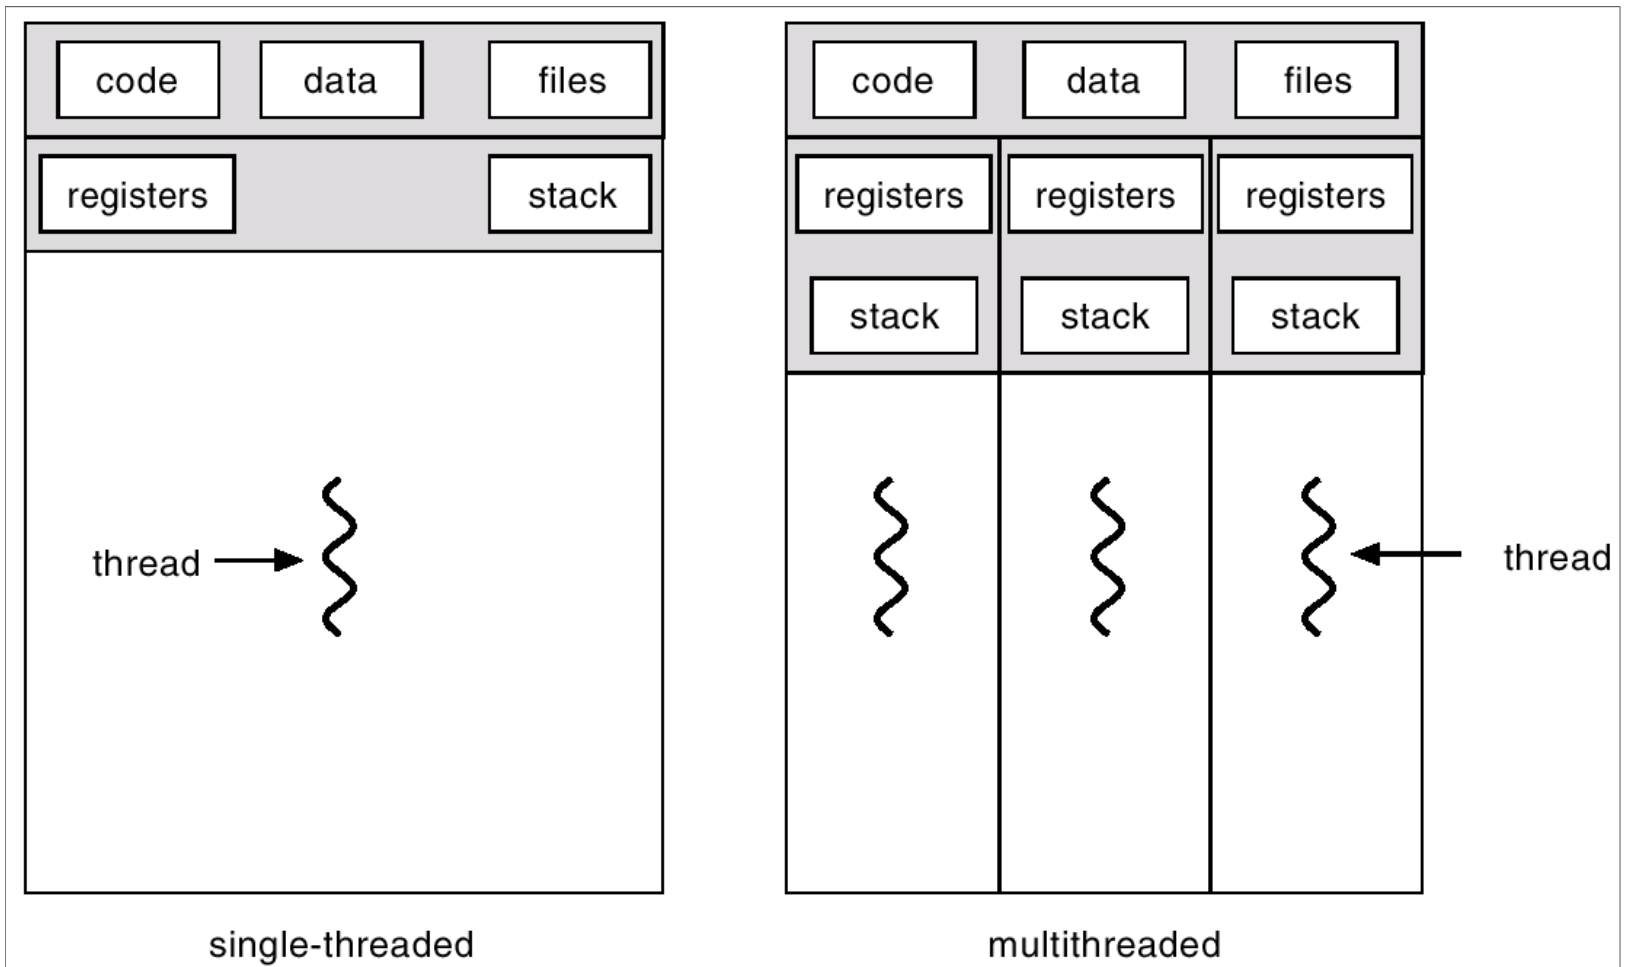 code data files
registers stack
thread
single-threaded
code data files
registers registers registers
stack stack stack
thread
multithreaded